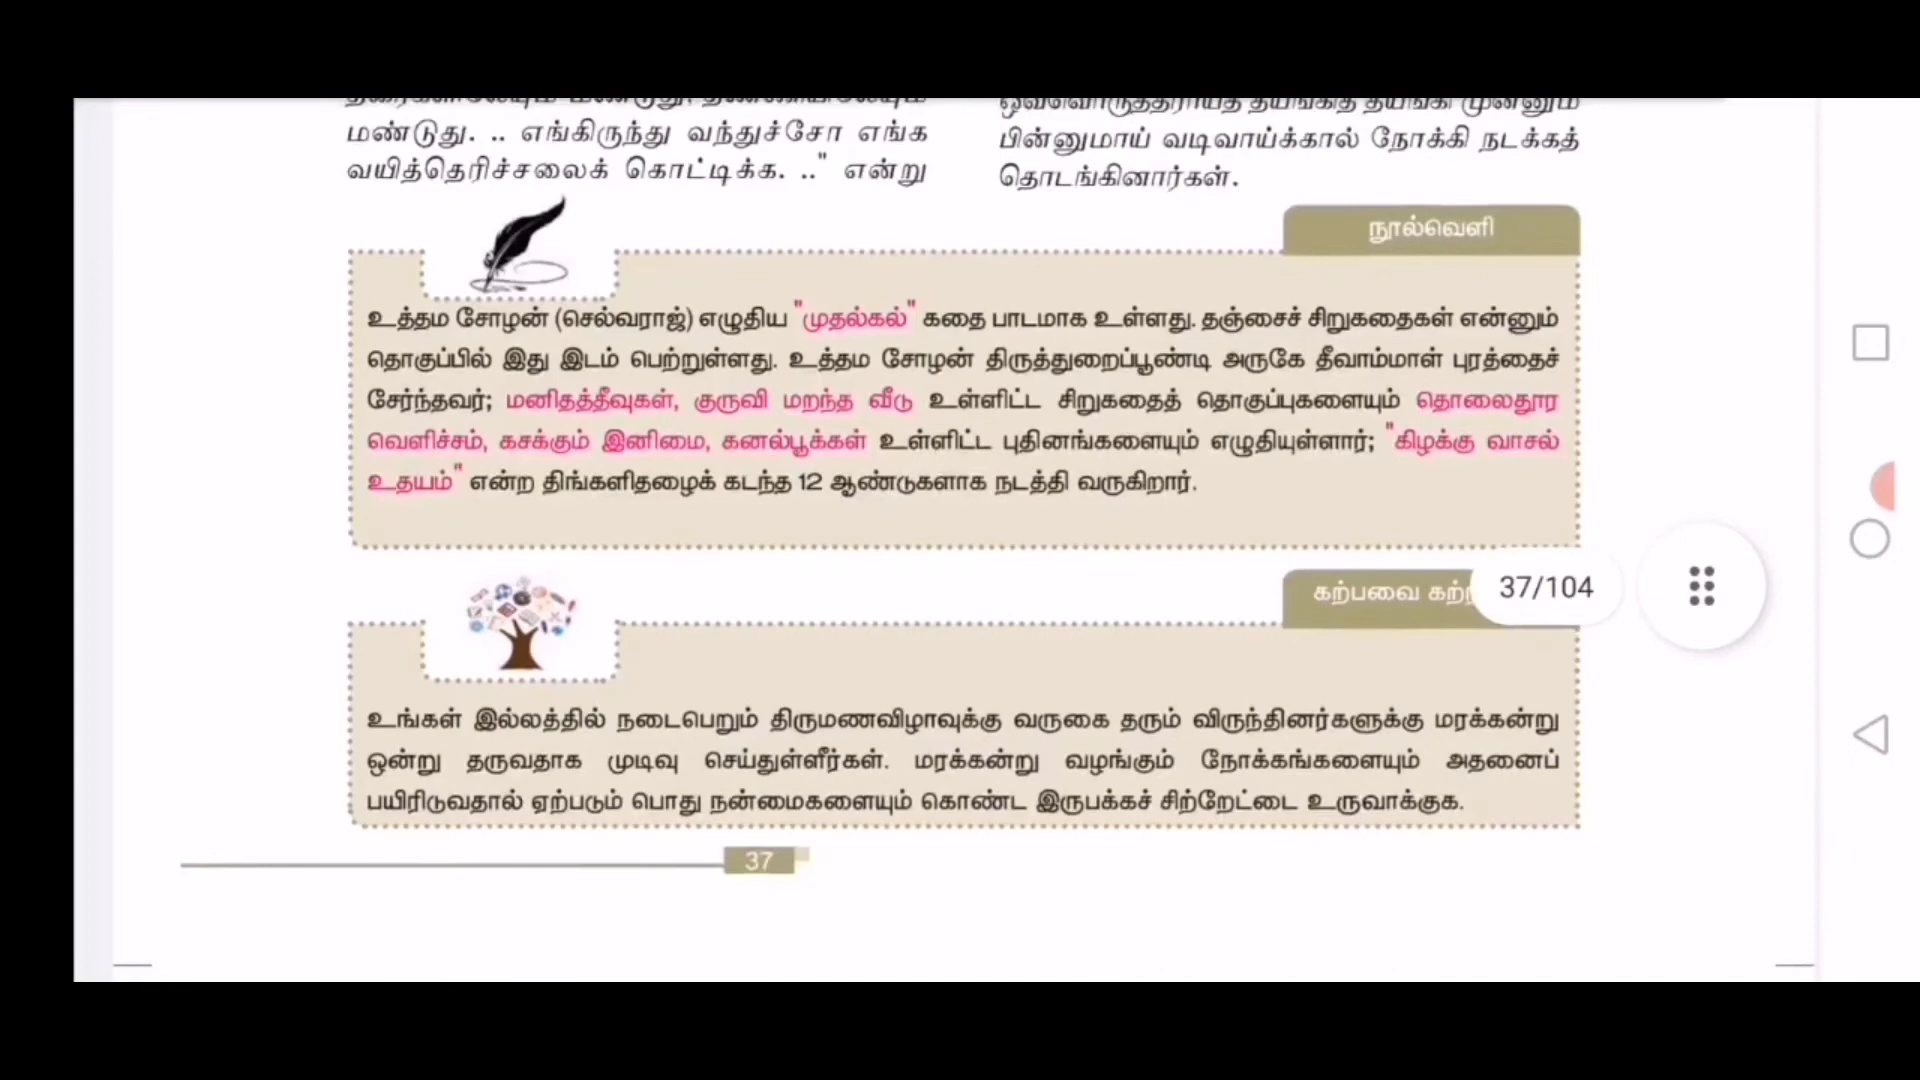 மண்டுது. .. எங்கிருந்து வந்துச்சோ எங்க
வயித்தெரிச்சலைக் கொட்டிக்க. .." என்று
பின்னுமாய் வடிவாய்க்கால் நோக்கி நடக்கத்
தொடங்கினார்கள்.
நூல்வெளி
உத்தம சோழன் (செல்வராஜ்) எழுதிய "முதல்கல்" கதை பாடமாக உள்ளது. தஞ்சைச் சிறுகதைகள் என்னும்
தொகுப்பில் இது இடம் பெற்றுள்ளது. உத்தம சோழன் திருத்துறைப்பூண்டி அருகே தீவாம்மாள் புரத்தைச்
சேர்ந்தவர்; மனிதத்தீவுகள், குருவி மறந்த வீடு உள்ளிட்ட சிறுகதைத் தொகுப்புகளையும் தொலைதூர
வெளிச்சம், கசக்கும் இனிமை, கனல்பூக்கள் உள்ளிட்ட புதினங்களையும் எழுதியுள்ளார்; "கிழக்கு வாசல்
உதயம்" என்ற திங்களிதழைக் கடந்த 12 ஆண்டுகளாக நடத்தி வருகிறார்.
கற்பவை
37/104
உங்கள் இல்லத்தில் நடைபெறும் திருமணவிழாவுக்கு வருகை தரும் விருந்தினர்களுக்கு மரக்கன்று
ஒன்று தருவதாக முடிவு செய்துள்ளீர்கள். மரக்கன்று வழங்கும் நோக்கங்களையும் அதனைப்
பயிரிடுவதால் ஏற்படும் பொது நன்மைகளையும் கொண்ட இருபக்கச் சிற்றேட்டை உருவாக்குக.
37